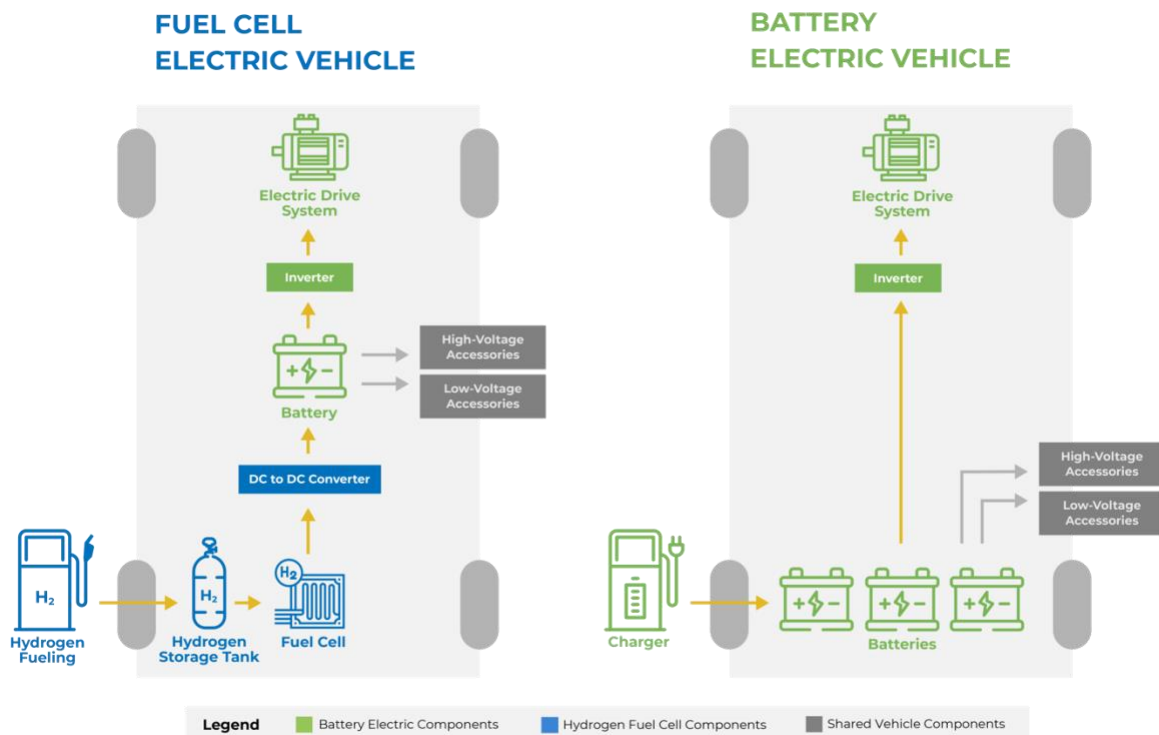 FUEL CELL
ELECTRIC VEHICLE
Electric Drive
System
Inverter
High-Voltage
Accessories
+ -
Low-Voltage
Accessories
Battery
DC to DC Converter
H2
H2
H2
Hydrogen
Fueling
Hydrogen
Storage Tank
Fuel Cell
BATTERY
ELECTRIC VEHICLE
Electric Drive
System
Inverter
High-Voltage
Accessories
Low-Voltage
Accessories
+ -
+ -
+ -
Charger
Batteries
Legend
Battery Electric Components
Hydrogen Fuel Cell Components
Shared Vehicle Components